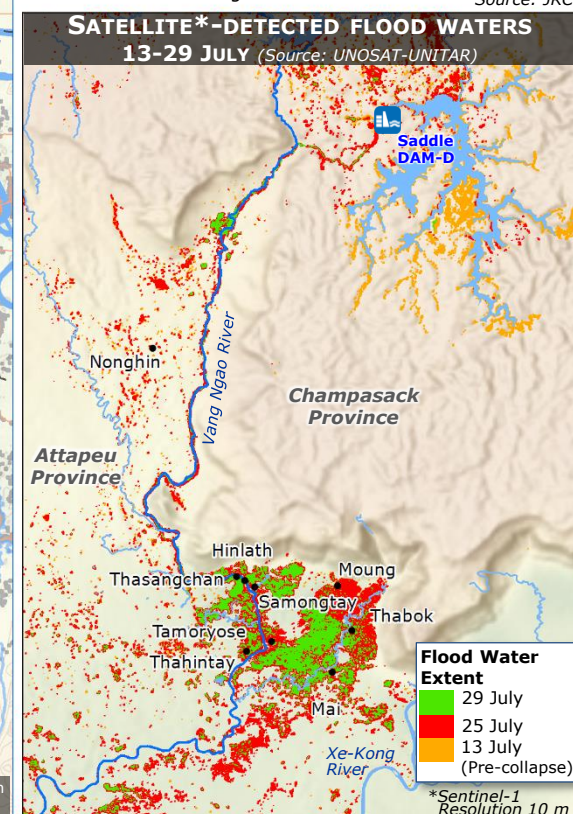 Source: JRC
SATELLITE*-DETECTED FLOOD WATERS
13-29 JULY (Source: UNOSAT-UNITAR)
Saddle
DAM-D
Nonghin
Vang Ngao River
Champasack
Province
Attapeu
Province
Hinlath
Thasangchan
Moung
Samongtay
Thabok
Tamoryose
Thahintay
Mai
Xe-Kong
River
Flood Water
Extent
29 July
25 July
13 July
(Pre-collapse)
*Sentinel-1
Resolution 10 m